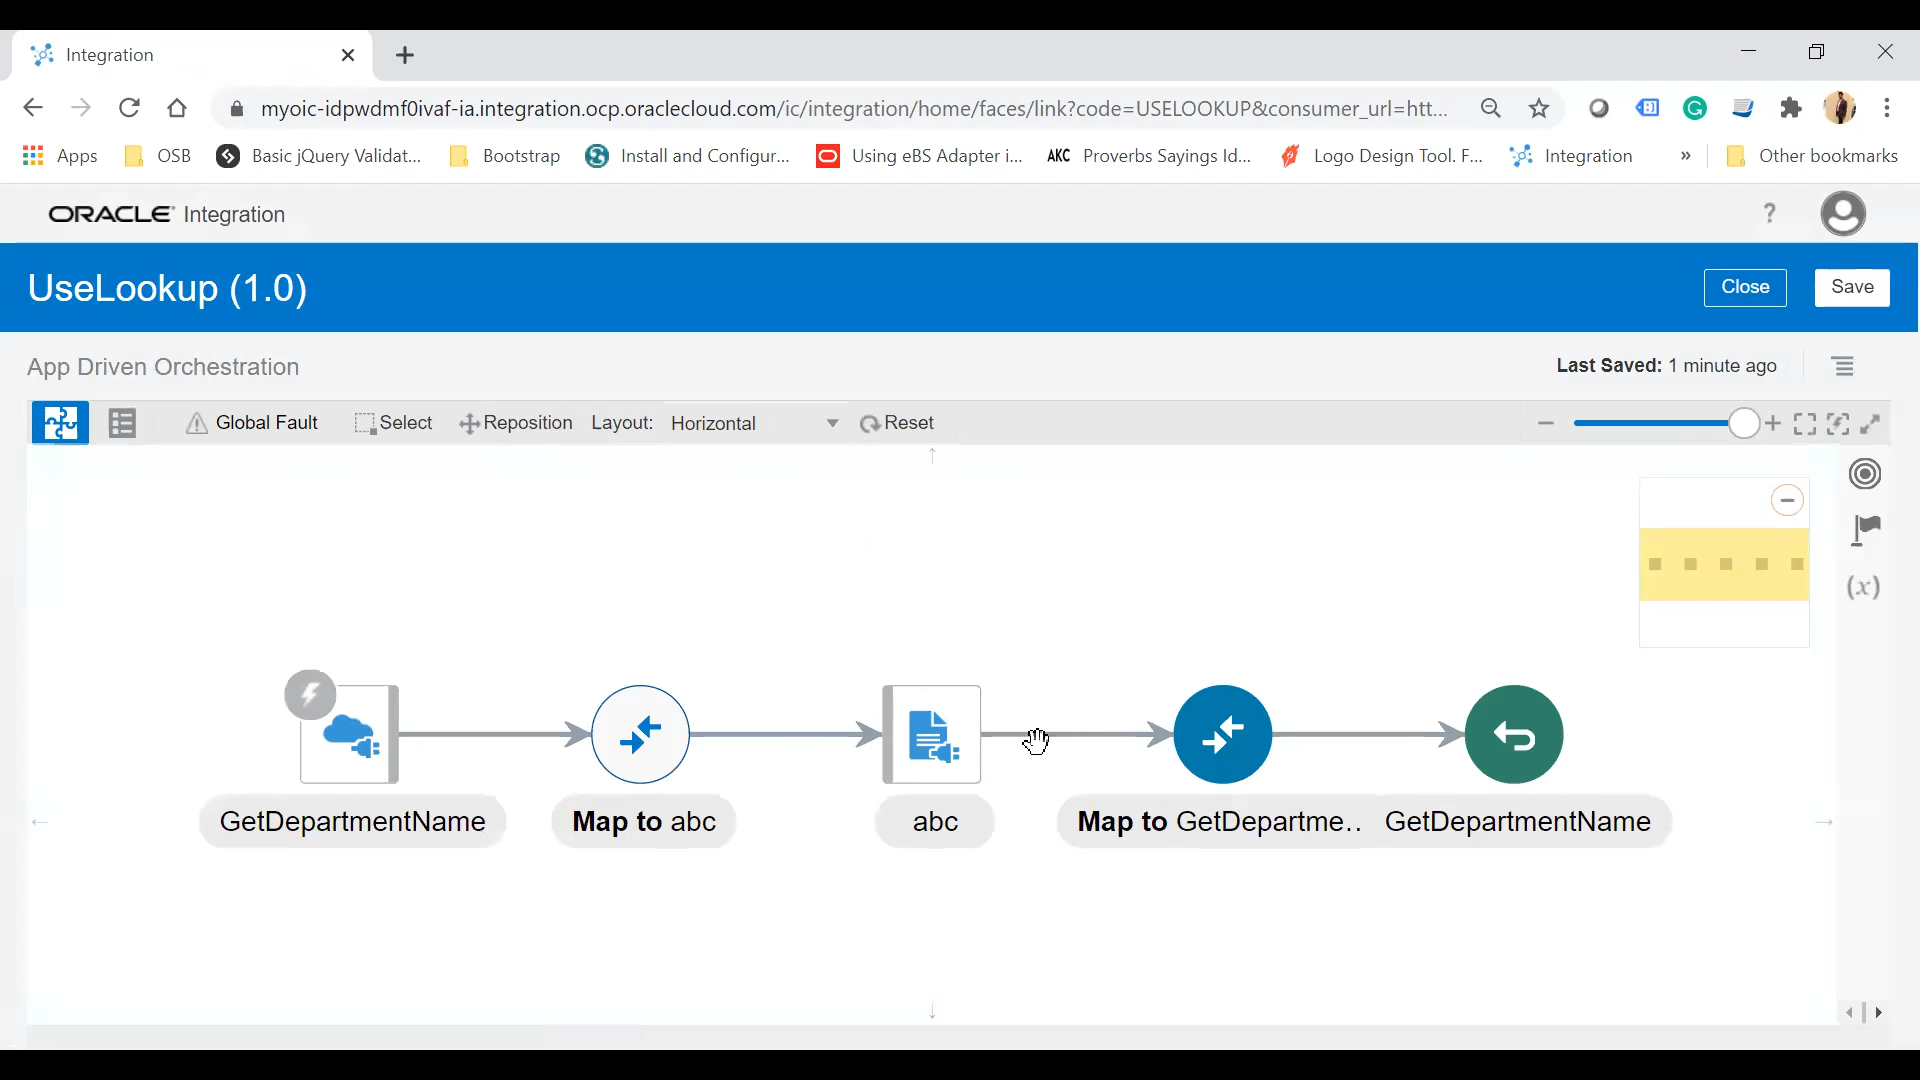 Integration
myoic-idpwdmf0ivaf-ia.integration.ocp.oraclecloud.com/ic/integration/home/faces/link?code=USELOOKUP&consumer_url=htt...
Apps OSB Basic jQuery Validat... Bootstrap Install and Configur... Using eBS Adapter i... AKC Proverbs Sayings Id... Logo Design Tool. F... Integration » Other bookmarks
ORACLE Integration ?
UseLookup (1.0) Close Save
App Driven Orchestration Last Saved: 1 minute ago
Global Fault Select Reposition Layout: Horizontal Reset
(x)
GetDepartmentName Map to abc abc Map to GetDepartme.. GetDepartmentName